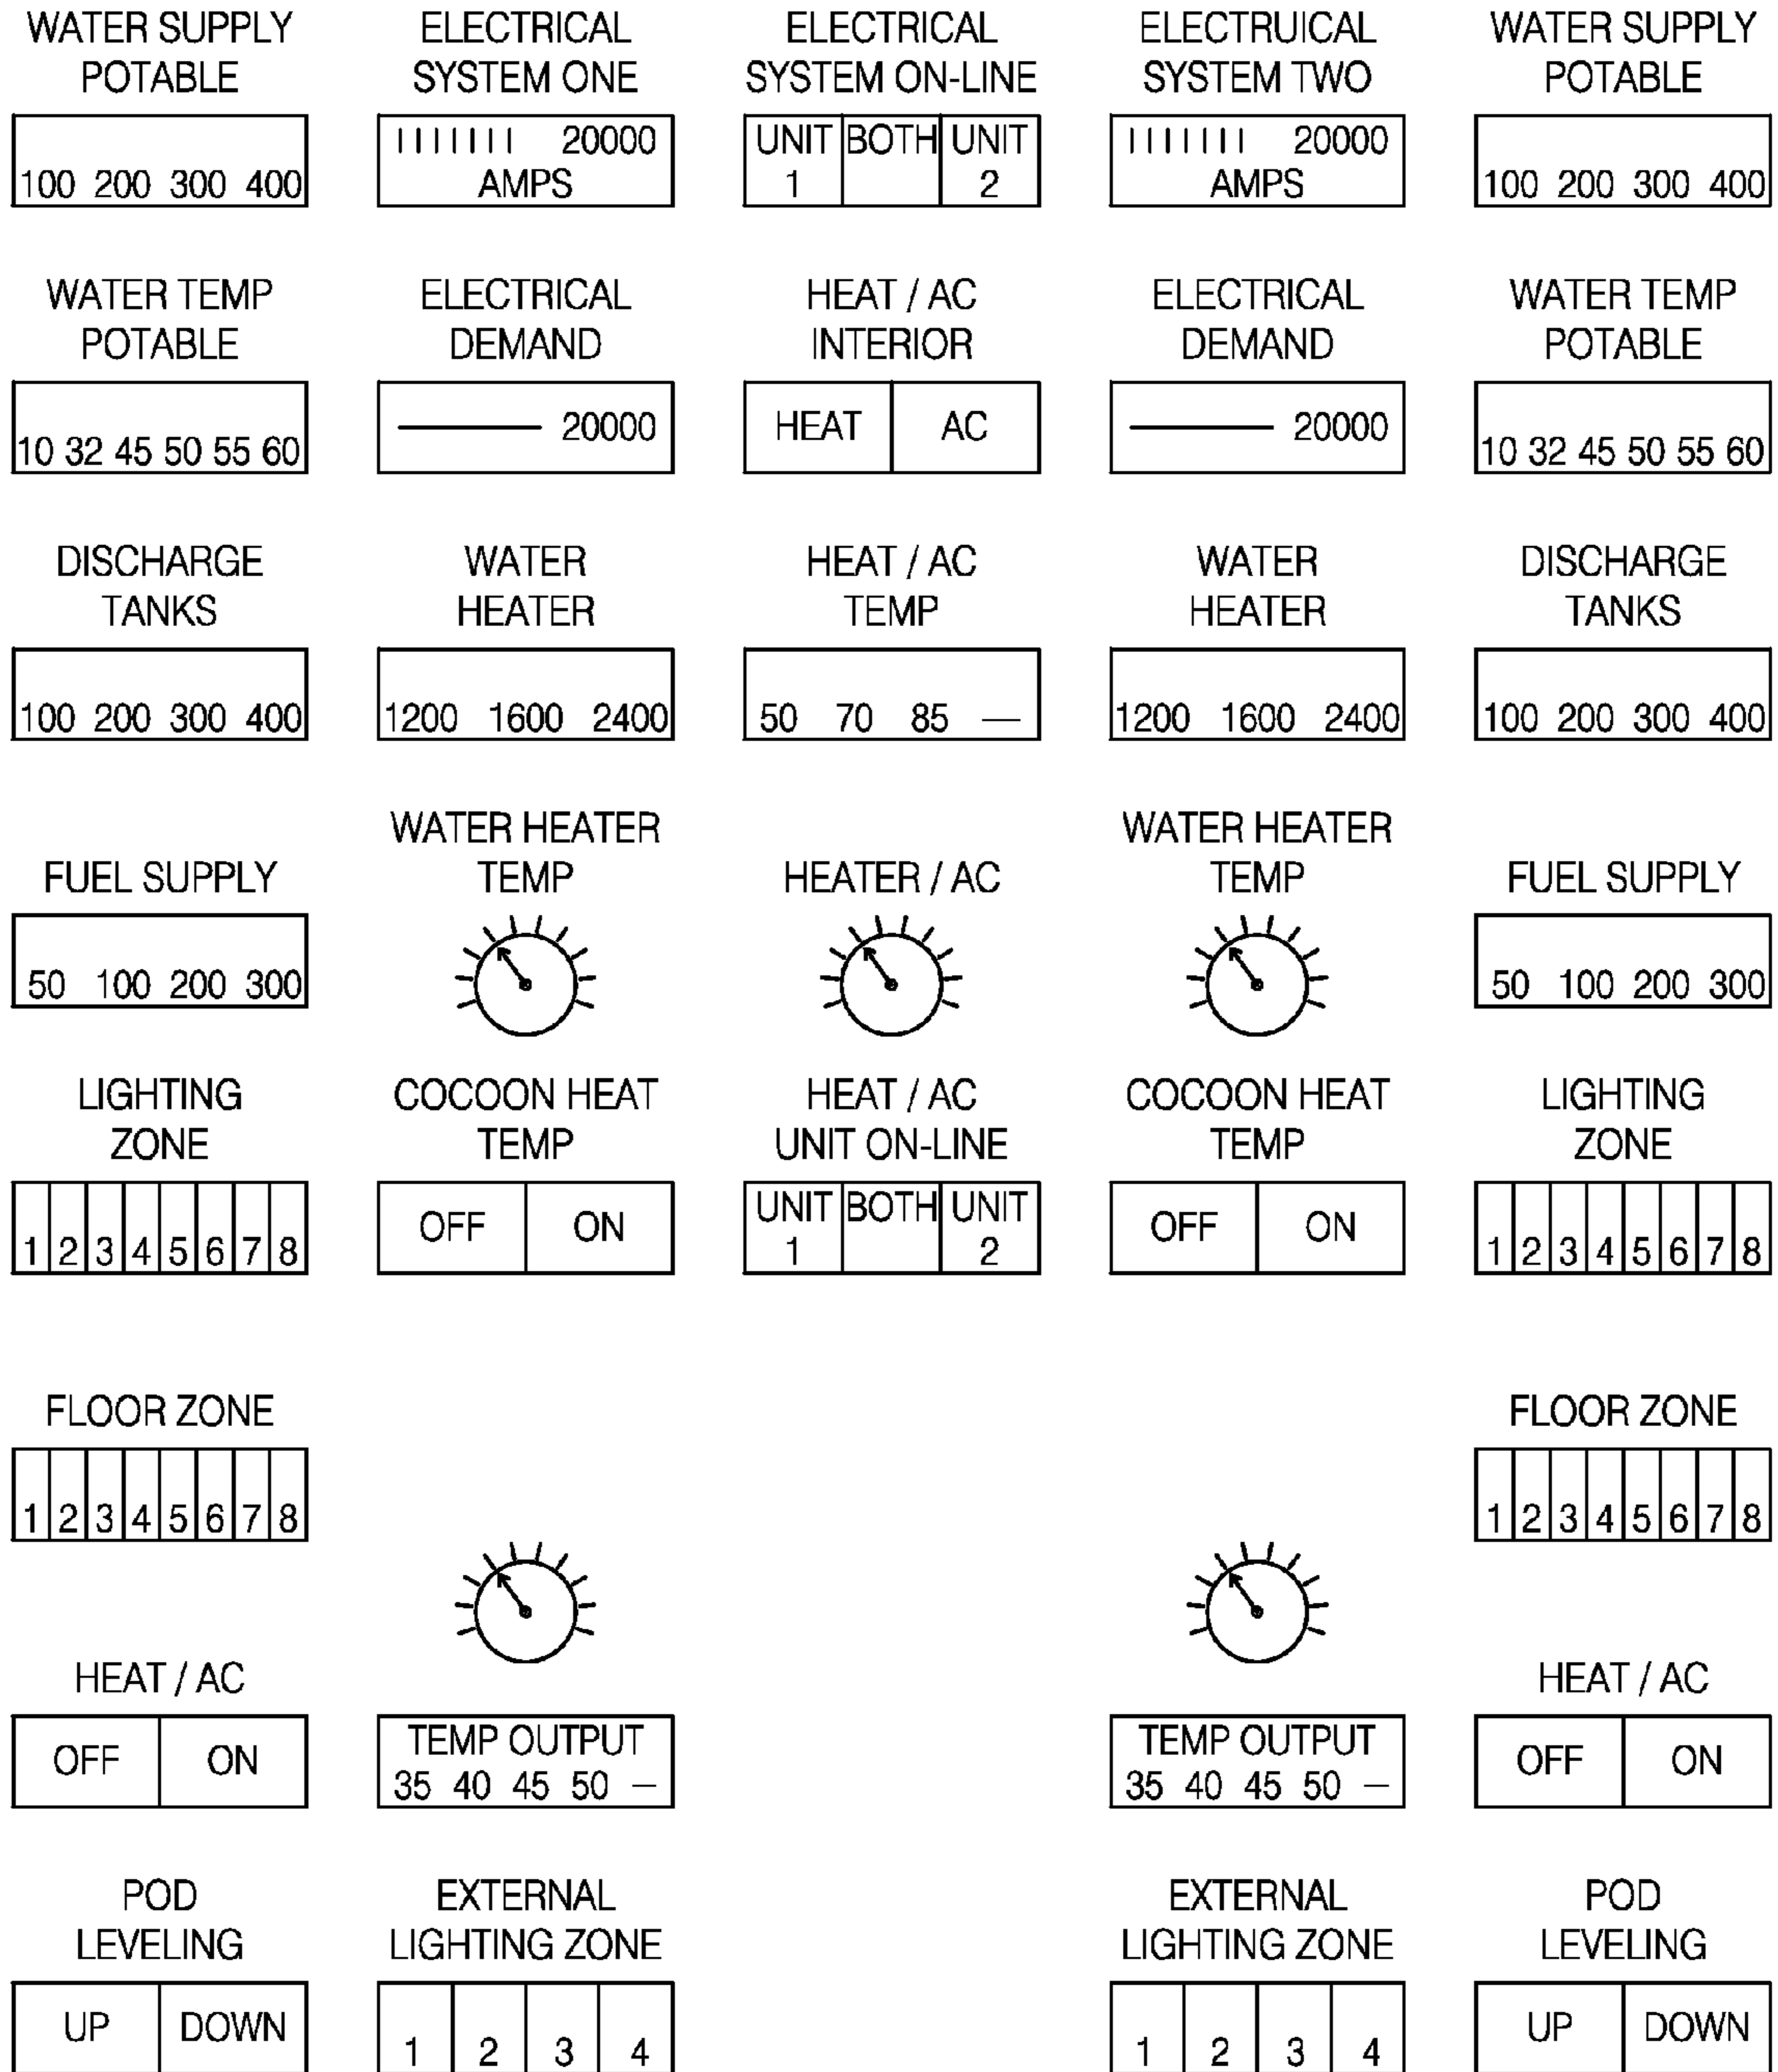 WATER SUPPLY ELECTRICAL ELECTRICAL ELECTRUICAL WATER SUPPLY
POTABLE SYSTEM ONE SYSTEM ON-LINE SYSTEM TWO POTABLE
20000 UNIT BOTH UNIT 20000
100 200 300 400 AMPS 1 2 AMPS 100 200 300 400
WATER TEMP ELECTRICAL HEAT / AC ELECTRICAL WATER TEMP
POTABLE DEMAND INTERIOR DEMAND POTABLE
20000 HEAT AC 20000
10 32 45 50 55 60 10 32 45 50 55 60
DISCHARGE WATER HEAT / AC WATER DISCHARGE
TANKS HEATER TEMP HEATER TANKS
100 200 300 400 1200 1600 2400 50 70 85 — 1200 1600 2400 100 200 300 400
WATER HEATER WATER HEATER
FUEL SUPPLY TEMP HEATER / AC TEMP FUEL SUPPLY
50 100 200 300 50 100 200 300
LIGHTING COCOON HEAT HEAT / AC COCOON HEAT LIGHTING
ZONE TEMP UNIT ON-LINE TEMP ZONE
OFF ON UNIT BOTH UNIT OFF ON
1 2 3 4 5 6 7 8 1 2 1 2 3 4 5 6 7 8
FLOOR ZONE FLOOR ZONE
1 2 3 4 5 6 7 8 1 2 3 4 5 6 7 8
HEAT / AC HEAT / AC
OFF ON TEMP OUTPUT TEMP OUTPUT OFF ON
35 40 45 50 — 35 40 45 50 —
POD EXTERNAL EXTERNAL POD
LEVELING LIGHTING ZONE LIGHTING ZONE LEVELING
UP DOWN 1 2 3 4 1 2 3 4 UP DOWN